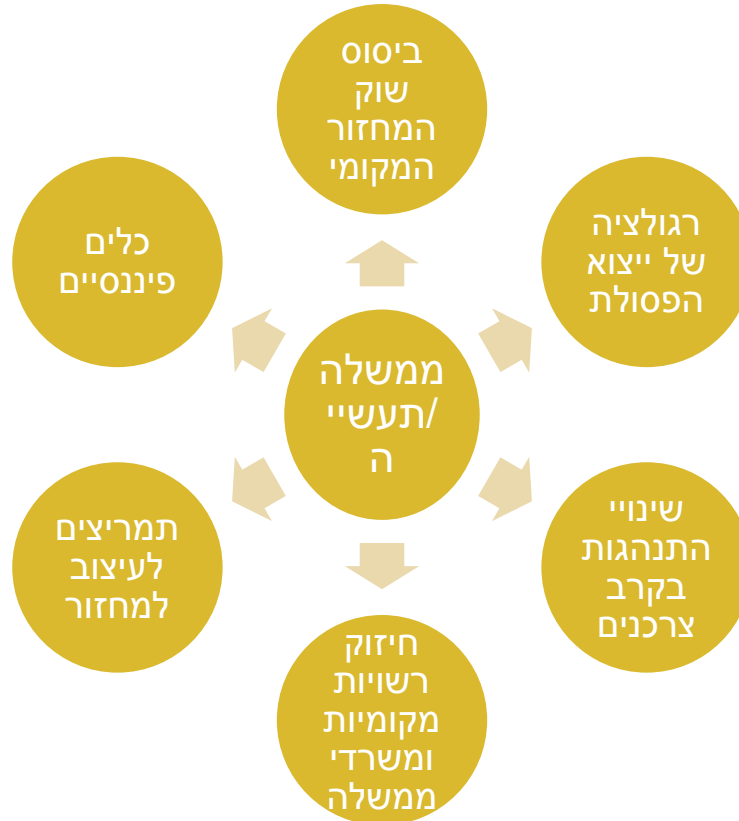 ביסוס
שוק
המחזור
המקומי
רגולציה
של ייצוא
הפסולת
שינויי
התנהגות
בקרב
צרכנים
חיזוק
רשויות
מקומיות
ומשרדי
ממשלה
תמריצים
לעיצוב
למחזור
כלים
פיננסיים
ממשלה
/תעשיי
ה